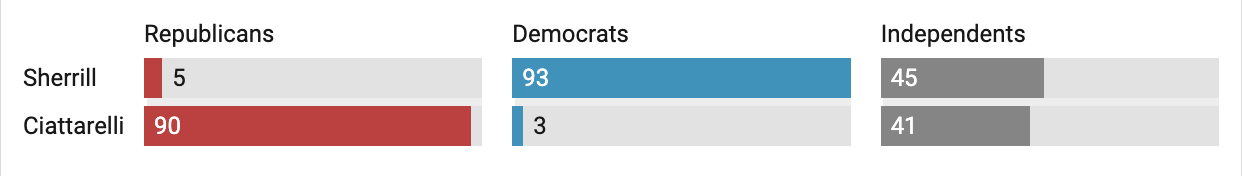 Republicans Democrats Independents
Sherrill 5 93 45
Ciattarelli 90 3 41